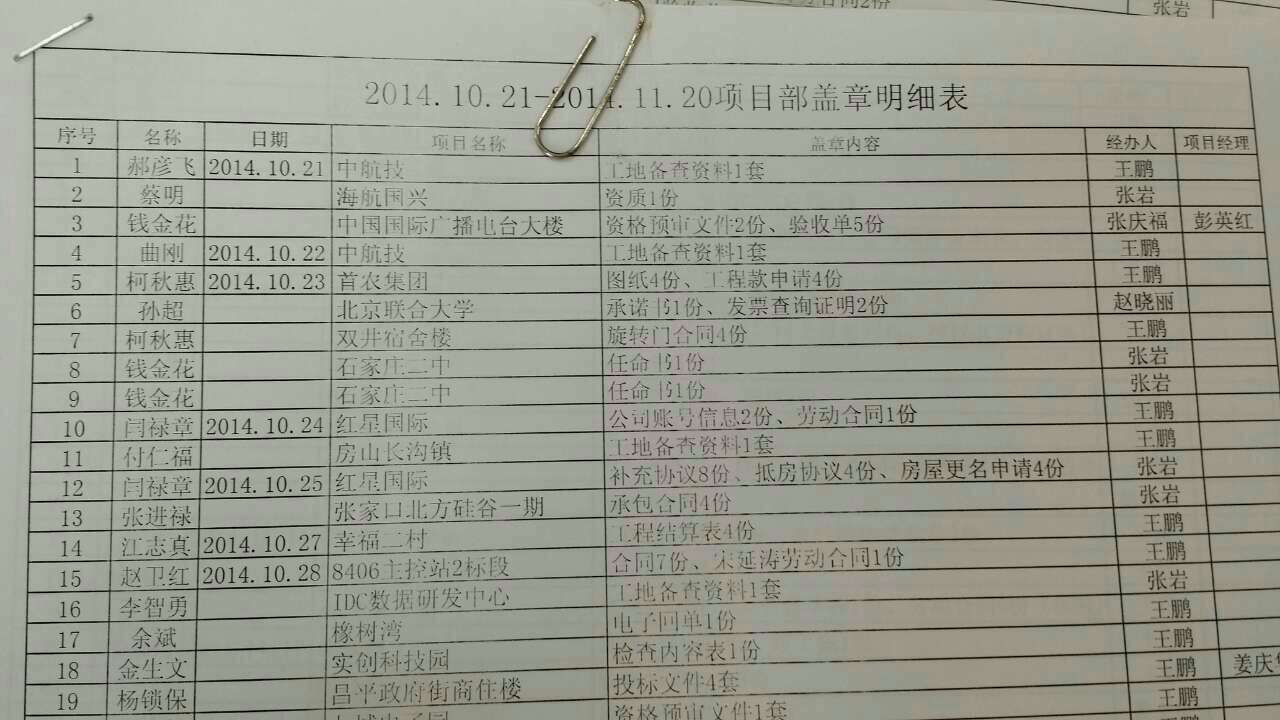 合同2份 张岩
2014.10.21-2014.11.20项目部盖章明细表
序号 名称 日期 项目名称 盖章内容 经办人 项目经理
1 郝彦飞 2014.10.21 中航技 工地备查资料1套 王鹏
2 蔡明 海航国兴 资质1份 张岩
3 钱金花 中国国际广播电台大楼 资格预审文件2份、验收单5份 张庆福 彭英红
4 曲刚 2014.10.22 中航技 工地备查资料1套 王鹏
5 柯秋惠 2014.10.23 首农集团 图纸4份、工程款申请4份 王鹏
6 孙超 北京联合大学 承诺书1份、发票查询证明2份 赵晓丽
7 柯秋惠 双井宿舍楼 旋转门合同4份 王鹏
8 钱金花 石家庄二中 任命书1份 张岩
9 钱金花 石家庄二中 任命书1份 张岩
10 闫禄章 2014.10.24 红星国际 公司账号信息2份、劳动合同1份 王鹏
11 付仁福 房山长沟镇 工地备查资料1套 王鹏
12 闫禄章 2014.10.25 红星国际 补充协议8份、抵房协议4份、房屋更名申请4份 张岩
13 张进禄 张家口北方硅谷一期 承包合同4份 张岩
14 江志真 2014.10.27 幸福二村 工程结算表4份 王鹏
15 赵卫红 2014.10.28 8406主控站2标段 合同7份、宋延涛劳动合同1份 王鹏
16 李智勇 IDC数据研发中心 工地备查资料1套 张岩
17 余斌 橡树湾 电子回单1份 王鹏
18 金生文 实创科技园 检查内容表1份 王鹏
19 杨锁保 昌平政府街商住楼 投标文件4套 王鹏 姜庆
资格预审文件1套 王鹏